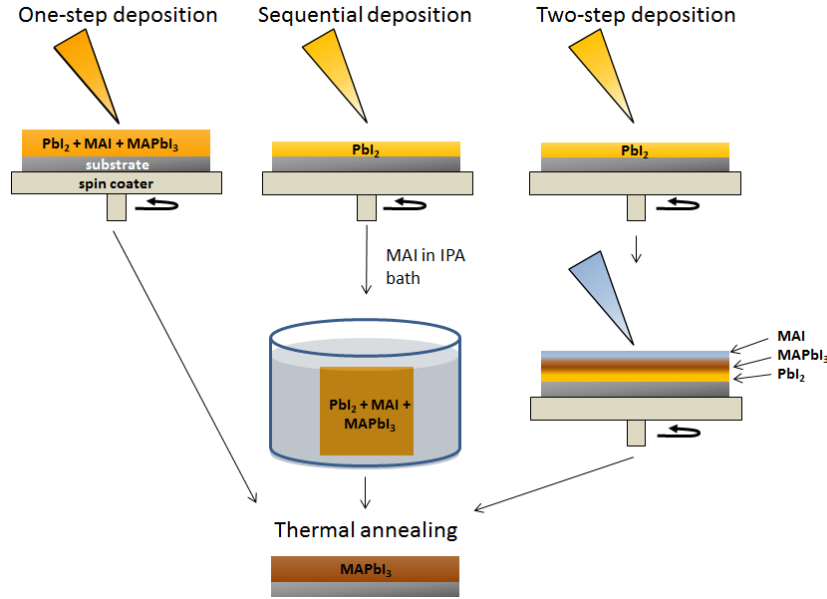 One-step deposition
Sequential deposition
Two-step deposition
PbI₂ + MAI + MAPbI₃
substrate
spin coater
PbI₂
PbI₂
MAI in IPA
bath
MAI
MAPbI₃
PbI₂
PbI₂ + MAI +
MAPbI₃
Thermal annealing
MAPbI₃